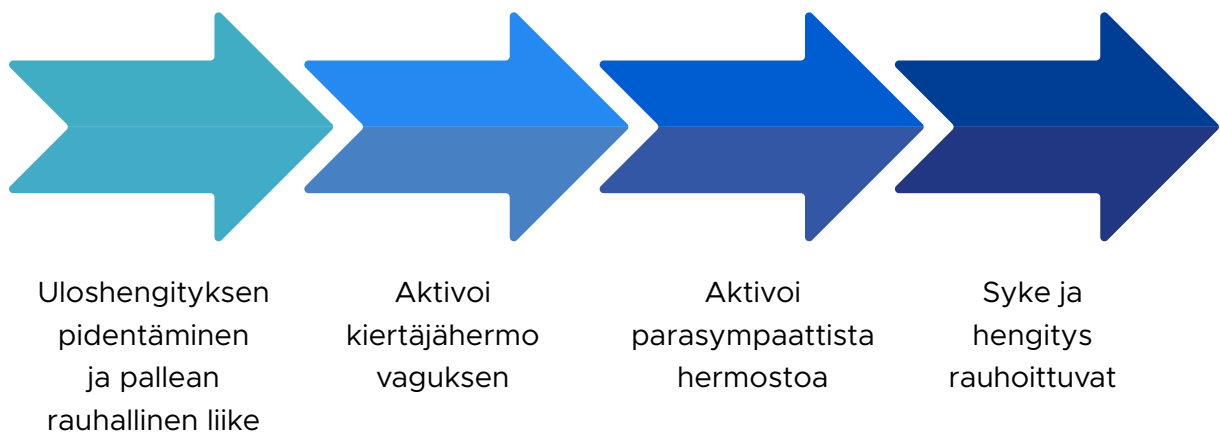 Uloshengityksen
pidentäminen
ja pallean
rauhallinen liike
Aktivoi
kiertäjähermo
vaguksen
Aktivoi
parasympaattista
hermostoa
Syke ja
hengitys
rauhoittuvat